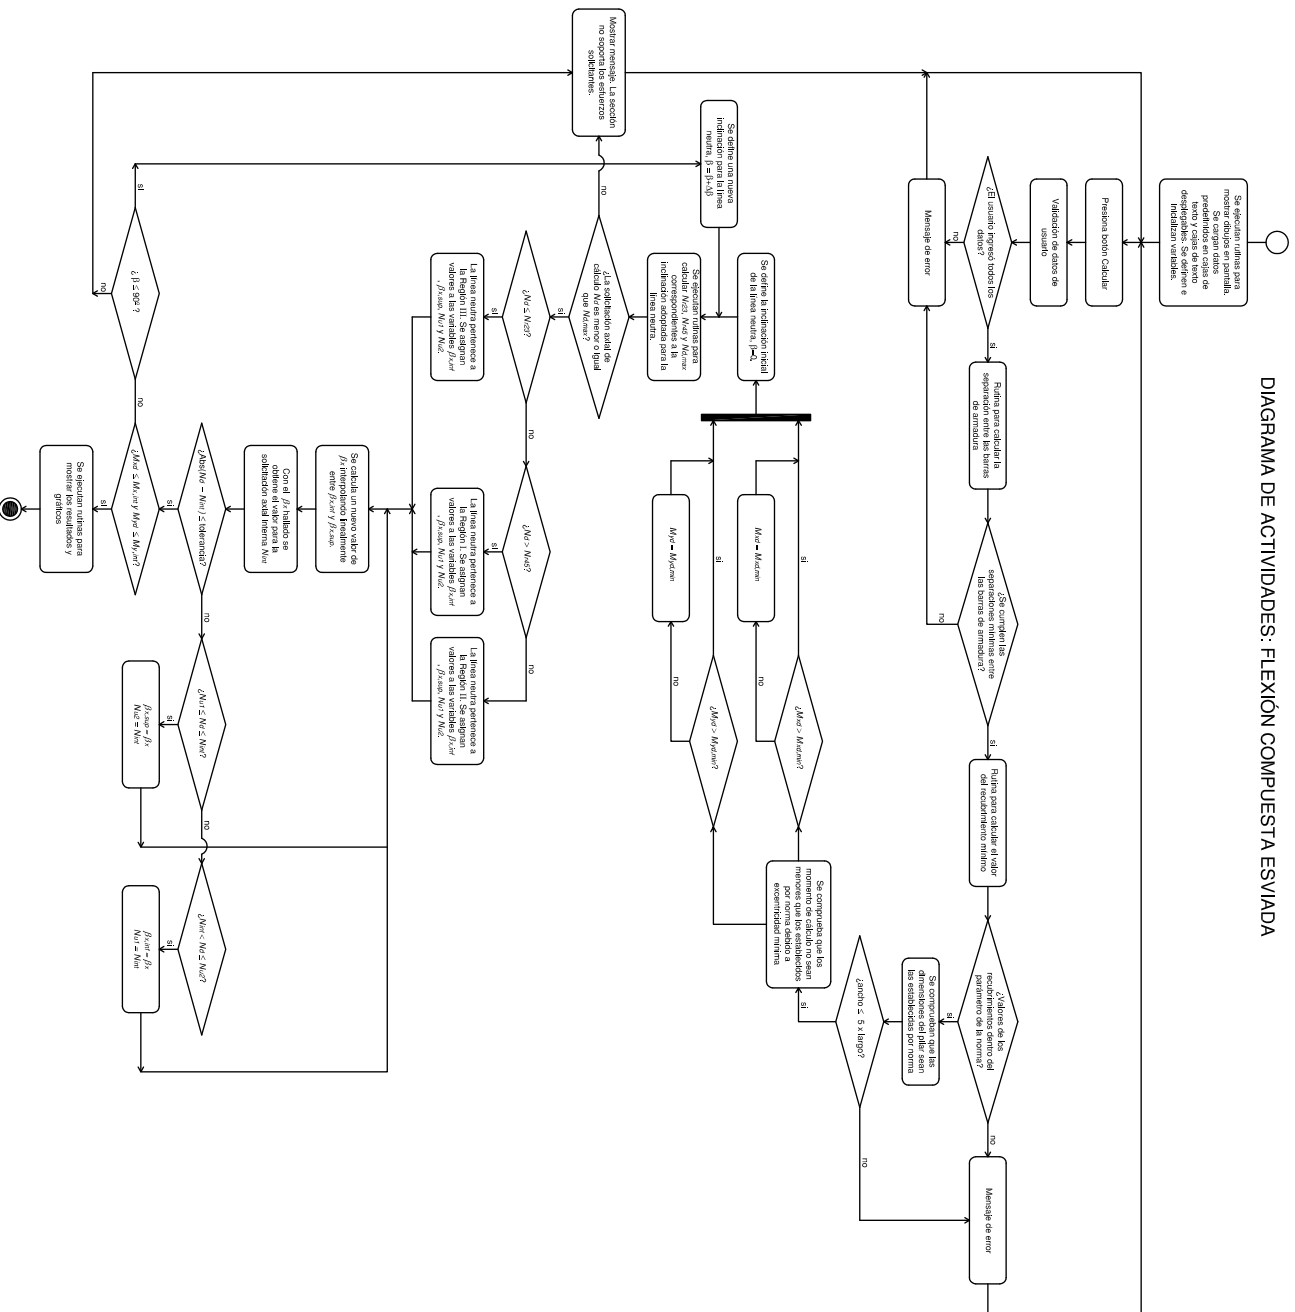 DIAGRAMA DE ACTIVIDADES: FLEXIÓN COMPUESTA ESVIADA
Se ejecutan rutinas para
mostrar dibujos en pantalla.
Se cargan datos
predefinidos en cajas de
texto y cajas de texto
desplegables. Se definen e
inicializan variables.
Presiona botón Calcular
Validación de datos de
usuario
¿El usuario ingresó todos los
datos?
no
si
Mensaje de error
Rutina para calcular la
separación entre las barras
de armadura
¿Se cumplen las
separaciones mínimas entre
las barras de armadura?
no
si
Rutina para calcular el valor
del recubrimiento mínimo
¿Valores de los
recubrimientos dentro del
parámetro de la norma?
si
no
Mensaje de error
Se comprueban que las
dimensiones del pilar sean
las establecidas por norma
¿ancho ≤ 5 x largo?
si
no
Se comprueba que los
momento de cálculo no sean
menores que los establecidos
por norma debido a
excentricidad mínima
¿Mxd > Mxd,min?
si
no
Mxd = Mxd,min
¿Myd > Myd,min?
si
no
Myd = Myd,min
Se define la inclinación inicial
de la línea neutra, β=0.
Se define una nueva
inclinación para la línea
neutra, β = β+Δβ
Se ejecutan rutinas para
calcular Nr23, Nr45 y Nd,max
correspondientes a la
inclinación adoptada para la
línea neutra.
¿La solicitación axial de
cálculo Nd es menor o igual
que Nd,max?
no
si
Mostrar mensaje. La sección
no soporta los esfuerzos
solicitantes.
¿Nd ≤ Nr23?
si
no
¿Nd > Nr45?
si
no
La línea neutra pertenece a
la Región III. Se asignan
valores a las variables βx,inf
, βx,sup, Nu1 y Nu2.
La línea neutra pertenece a
la Región I. Se asignan
valores a las variables βx,inf
, βx,sup, Nu1 y Nu2.
La línea neutra pertenece a
la Región II. Se asignan
valores a las variables βx,inf
, βx,sup, Nu1 y Nu2.
Se calcula un nuevo valor de
βx interpolando linealmente
entre βx,inf y βx,sup.
Con el βx hallado se
obtiene el valor para la
solicitación axial interna Nint
¿Abs(Nd − Nint) ≤ tolerancia?
si
no
¿Nu1 ≤ Nd ≤ Nint?
si
no
βx,sup = βx
Nu2 = Nint
¿Nint < Nd ≤ Nu2?
si
βx,inf = βx
Nu1 = Nint
¿Mxd ≤ Mx,int y Myd ≤ My,int?
si
no
¿ β ≤ 90º ?
si
no
Se ejecutan rutinas para
mostrar los resultados y
gráficos